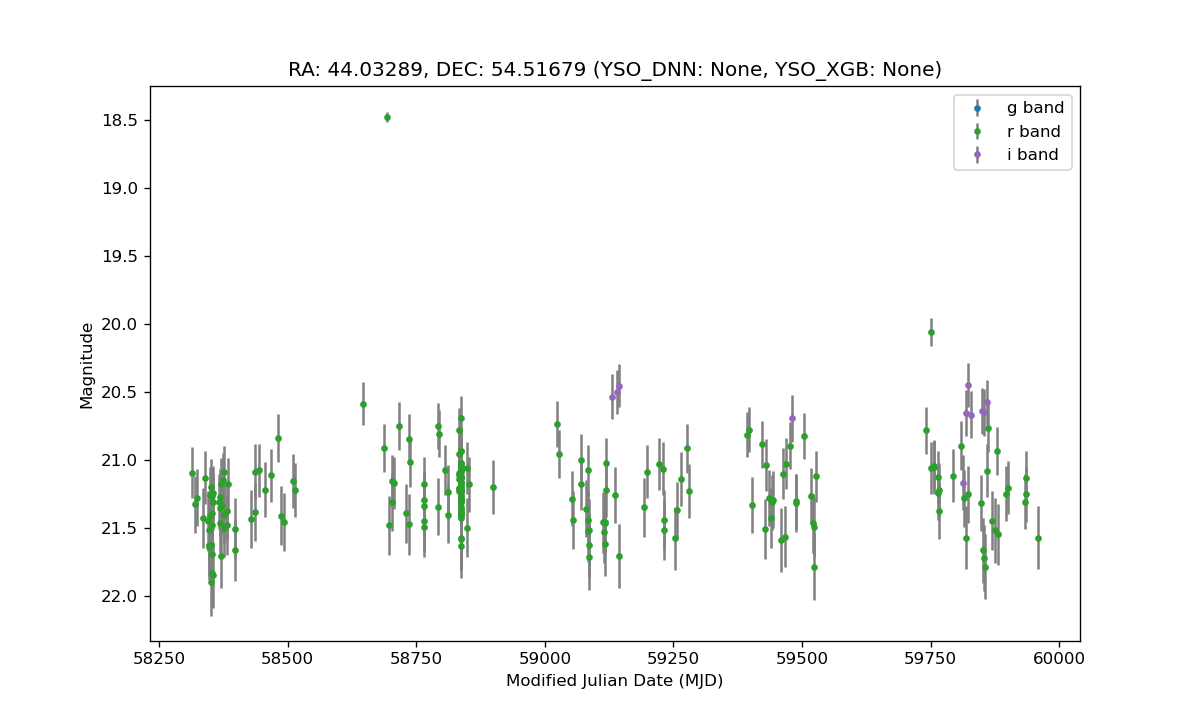 RA: 44.03289, DEC: 54.51679 (YSO_DNN: None, YSO_XGB: None)
g band
r band
i band
18.5
19.0
19.5
20.0
20.5
21.0
21.5
22.0
Magnitude
58250 58500 58750 59000 59250 59500 59750 60000
Modified Julian Date (MJD)